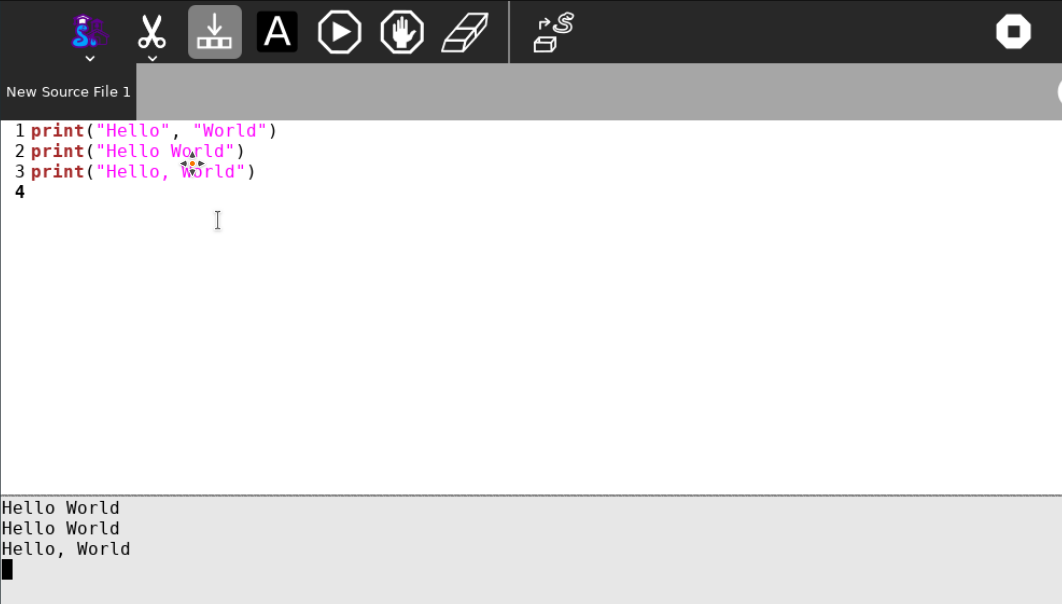 A
New Source File 1
1 print("Hello", "World")
2 print("Hello World")
3 print("Hello, World")
4
Hello World
Hello World
Hello, World